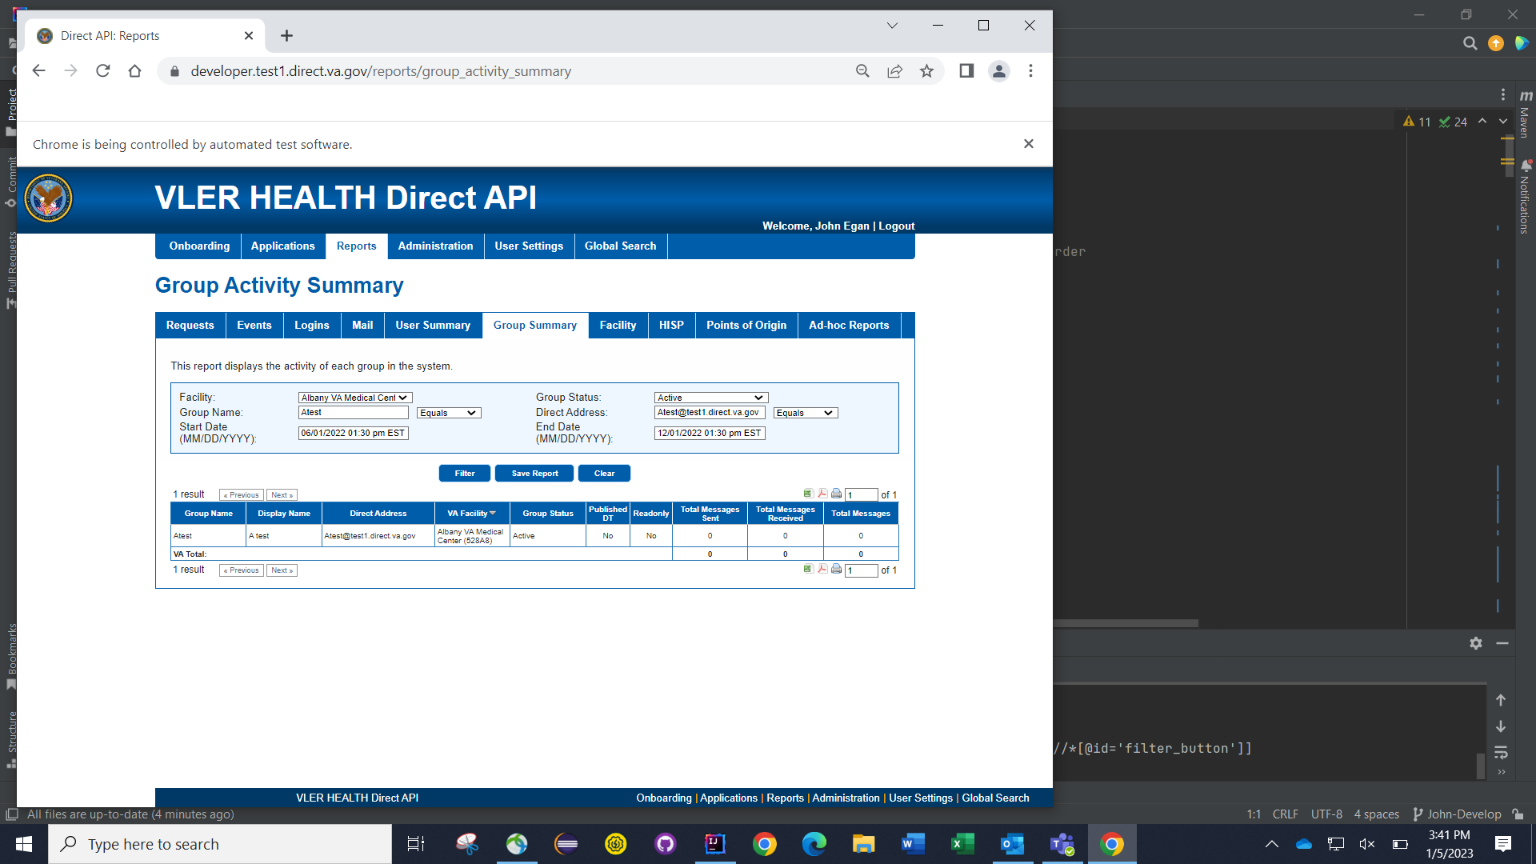 Direct API: Reports
developer.test1.direct.va.gov/reports/group_activity_summary
Chrome is being controlled by automated test software.
VLER HEALTH Direct API
Welcome, John Egan | Logout
Onboarding Applications Reports Administration User Settings Global Search
Group Activity Summary
Requests Events Logins Mail User Summary Group Summary Facility HISP Points of Origin Ad-hoc Reports
This report displays the activity of each group in the system.
Facility: Albany VA Medical Cent Group Status: Active
Group Name: Atest Equals Direct Address: Atest@test1.direct.va.gov Equals
Start Date (MM/DD/YYYY): 06/01/2022 01:30 pm EST End Date (MM/DD/YYYY): 12/01/2022 01:30 pm EST
Filter Save Report Clear
1 result « Previous Next » 1 of 1
Group Name Display Name Direct Address VA Facility Group Status Published DT Readonly Total Messages Sent Total Messages Received Total Messages
Atest A test Atest@test1.direct.va.gov Albany VA Medical Center (528A8) Active No No 0 0 0
VA Total: 0 0 0
1 result « Previous Next » 1 of 1
VLER HEALTH Direct API Onboarding | Applications | Reports | Administration | User Settings | Global Search
Project
Commit
Pull Requests
Bookmarks
Structure
11 24
m
Maven
Notifications
rder
//*[@id='filter_button']]
All files are up-to-date (4 minutes ago) 1:1 CRLF UTF-8 4 spaces John-Develop
Type here to search
3:41 PM
1/5/2023